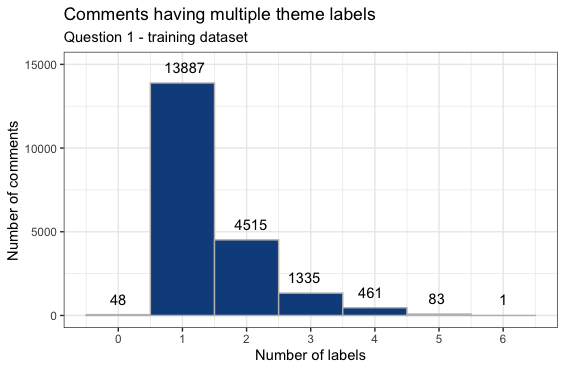 Comments having multiple theme labels
Question 1 - training dataset
15000
10000
5000
0
Number of comments
48
13887
4515
1335
461
83
1
0 1 2 3 4 5 6
Number of labels